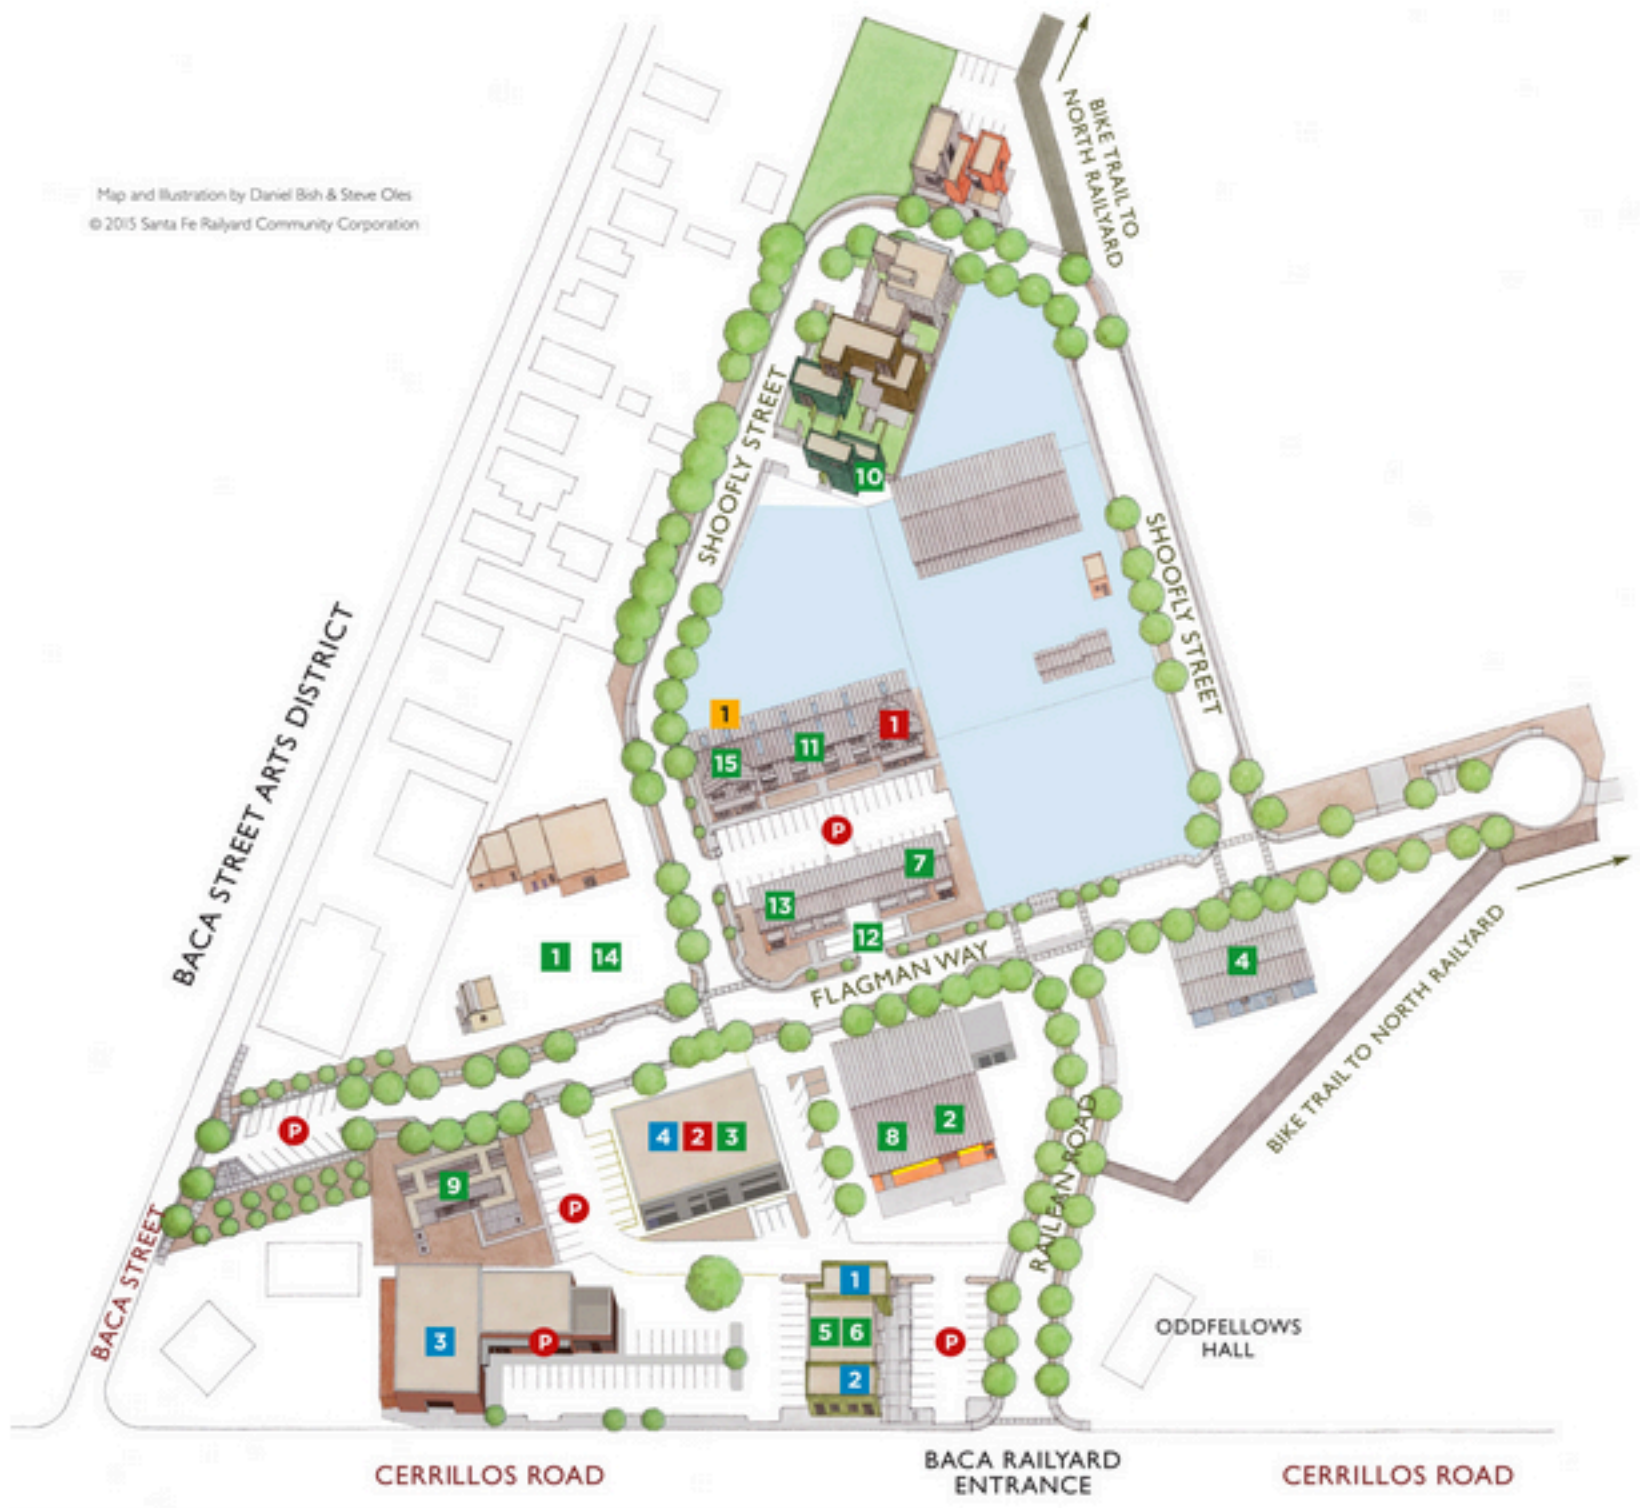 BIKE TRAIL TO
NORTH RAILYARD
Map and Illustration by Daniel Bish & Steve Oles
© 2015 Santa Fe Railyard Community Corporation
SHOOFLY STREET
10
SHOOFLY STREET
BACA STREET ARTS DISTRICT
1
1
11
15
P
7
13
12
1 14
FLAGMAN WAY
4
BIKE TRAIL TO NORTH RAILYARD
P
4 2 3
8
2
9
P
RAILEAN ROAD
BACA STREET
1
5 6
3
P
P
2
ODDFELLOWS
HALL
BACA RAILYARD
ENTRANCE
CERRILLOS ROAD
CERRILLOS ROAD